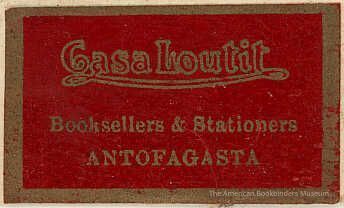 Casa Loutit
Booksellers & Stationers
ANTOFAGASTA
The American Bookbinders Museum